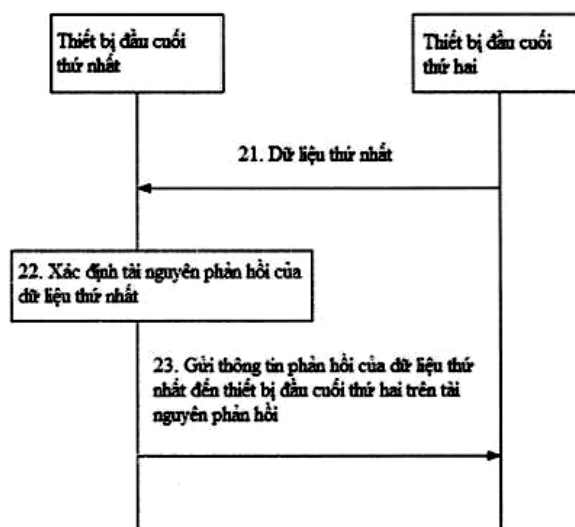 Thiết bị đầu cuối
thứ nhất
Thiết bị đầu cuối
thứ hai
21. Dữ liệu thứ nhất
22. Xác định tài nguyên phản hồi của
dữ liệu thứ nhất
23. Gửi thông tin phản hồi của dữ liệu thứ
nhất đến thiết bị đầu cuối thứ hai trên tài
nguyên phản hồi